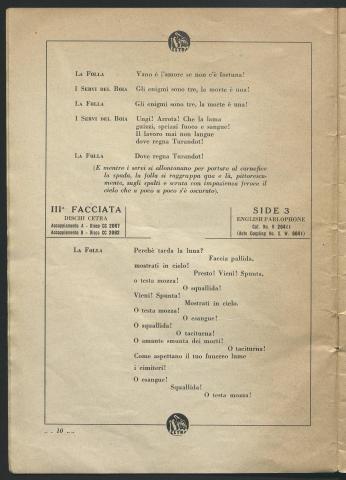 CETRA
LA FOLLA Vano è l'amore se non c'è fortuna!
I SERVI DEL BOIA Gli enigmi sono tre, la morte è una!
LA FOLLA Gli enigmi sono tre, la morte è una!
I SERVI DEL BOIA Ungi! Arrota! Che la lama
guizzi, sprizzi fuoco e sangue!
Il lavoro mai non langue
dove regna Turandot!
LA FOLLA Dove regna Turandot!
(E mentre i servi si allontanano per portare al carnefice
la spada, la folla si raggruppa qua e là, pittoresca-
mente, sugli spalti e scruta con impazienza feroce il
cielo che a poco a poco s'è oscurato).
IIIª FACCIATA
DISCHI CETRA
Accoppiamento A - Disco CC 2067
Accoppiamento B - Disco CC 2082
SIDE 3
ENGLISH PARLOPHONE
Cat. No. R 20411
(Auto Coupling No. S. W. 8041)
LA FOLLA Perchè tarda la luna?
Faccia pallida,
mostrati in cielo!
Presto! Vieni! Spunta,
o testa mozza!
O squallida!
Vieni! Spunta!
Mostrati in cielo.
O testa mozza!
O esangue!
O squallida!
O taciturna!
O amante smunta dei morti!
O taciturna!
Come aspettano il tuo funereo lume
i cimiteri!
O esangue!
Squallida!
O testa mozza!
CETRA
10